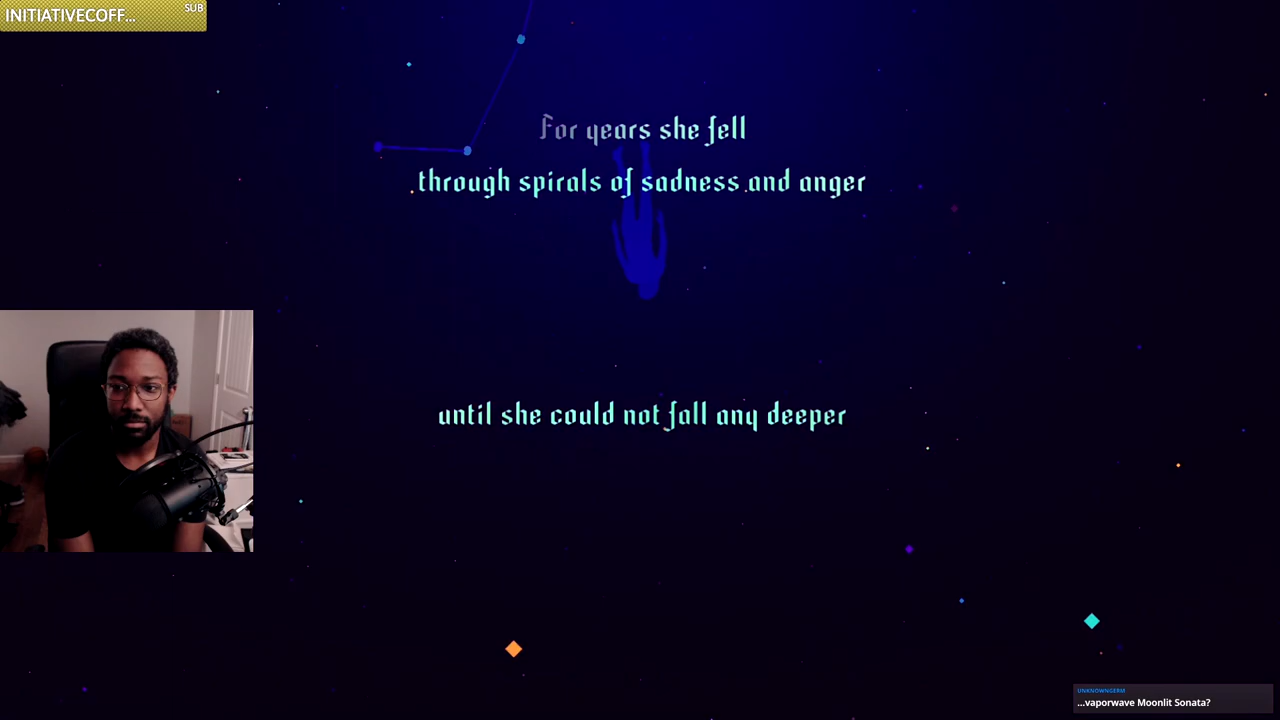 INITIATIVECOFF...
SUB
For years she fell
through spirals of sadness and anger
until she could not fall any deeper
UNKNOWNGERM
...vaporwave Moonlit Sonata?